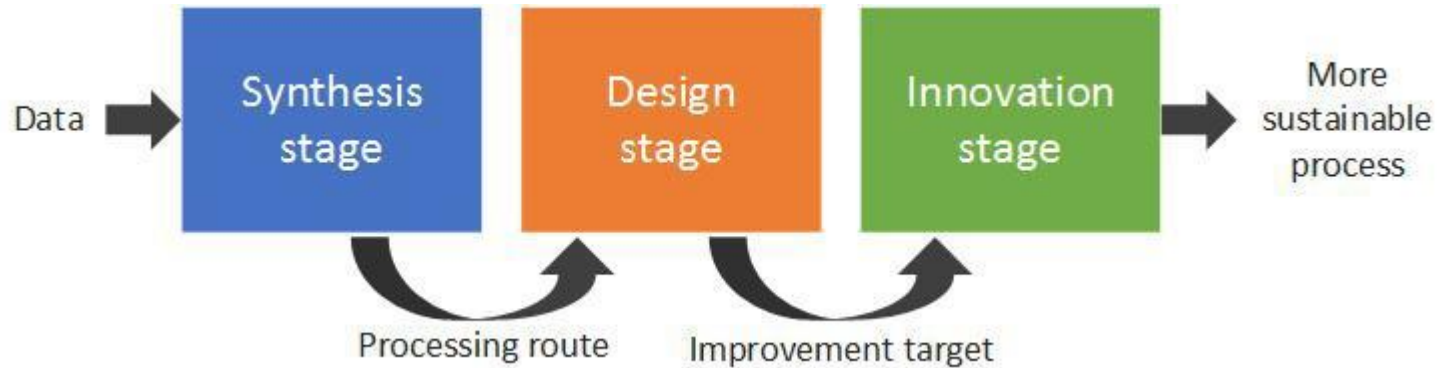 Data
Synthesis
stage
Design
stage
Innovation
stage
More
sustainable
process
Processing route
Improvement target